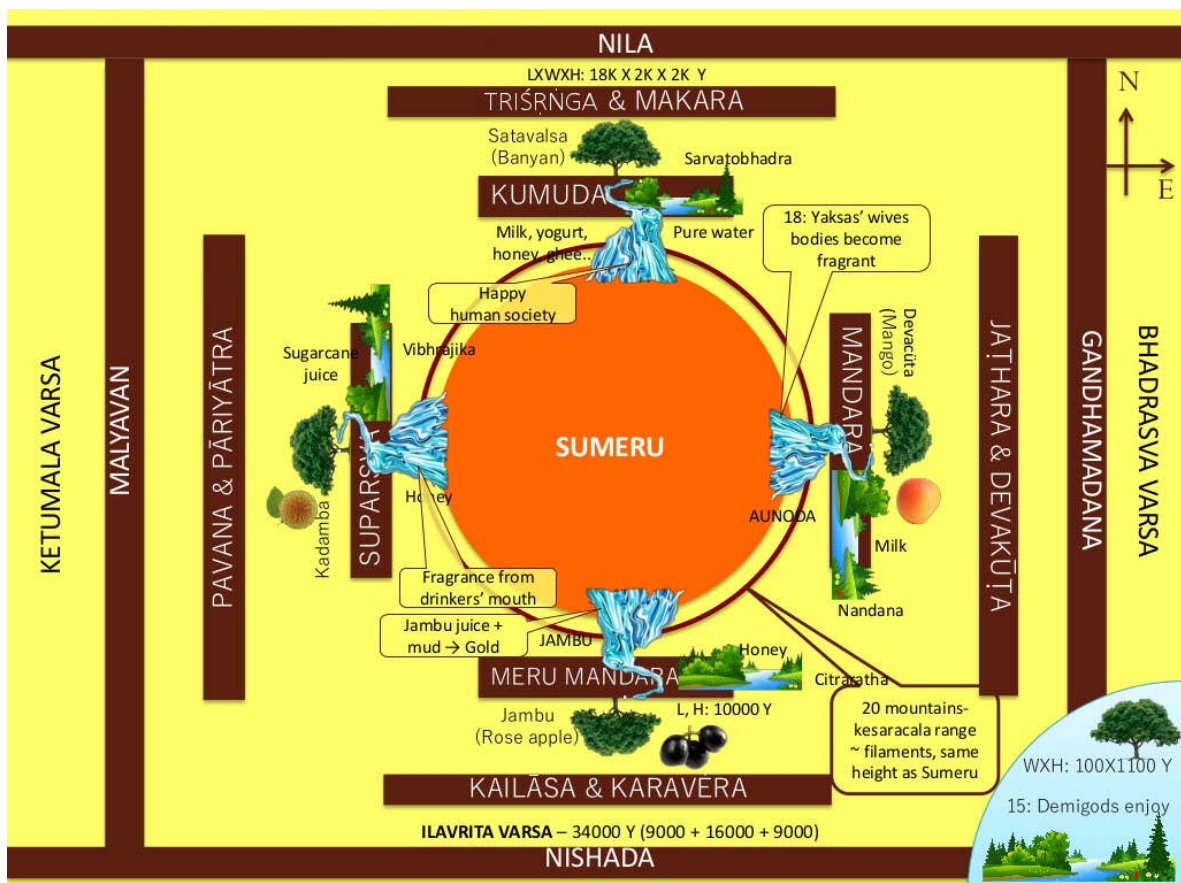 NILA
LXWXH: 18K X 2K X 2K Y
TRIŚṚṄGA & MAKARA
N
E
Satavalsa
(Banyan)
Sarvatobhadra
KUMUDA
Milk, yogurt,
honey, ghee..
Pure water
18: Yaksas' wives
bodies become
fragrant
Happy
human society
KETUMALA VARSA
MALYAVAN
PAVANA & PĀRIYĀTRA
Sugarcane
juice
Vibhrajika
SUPARSVA
Kadamba
Honey
SUMERU
AUNODA
MANDARA
Devacüta
(Mango)
Milk
Nandana
JAṬHARA & DEVAKŪṬA
GANDHAMADANA
BHADRASVA VARSA
Fragrance from
drinkers' mouth
Jambu juice +
mud → Gold
JAMBU
Honey
MERU MANDARA
Citraratha
Jambu
(Rose apple)
L, H: 10000 Y
20 mountains-
kesaracala range
~ filaments, same
height as Sumeru
WXH: 100X1100 Y
15: Demigods enjoy
KAILĀSA & KARAVĒRA
ILAVRITA VARSA – 34000 Y (9000 + 16000 + 9000)
NISHADA